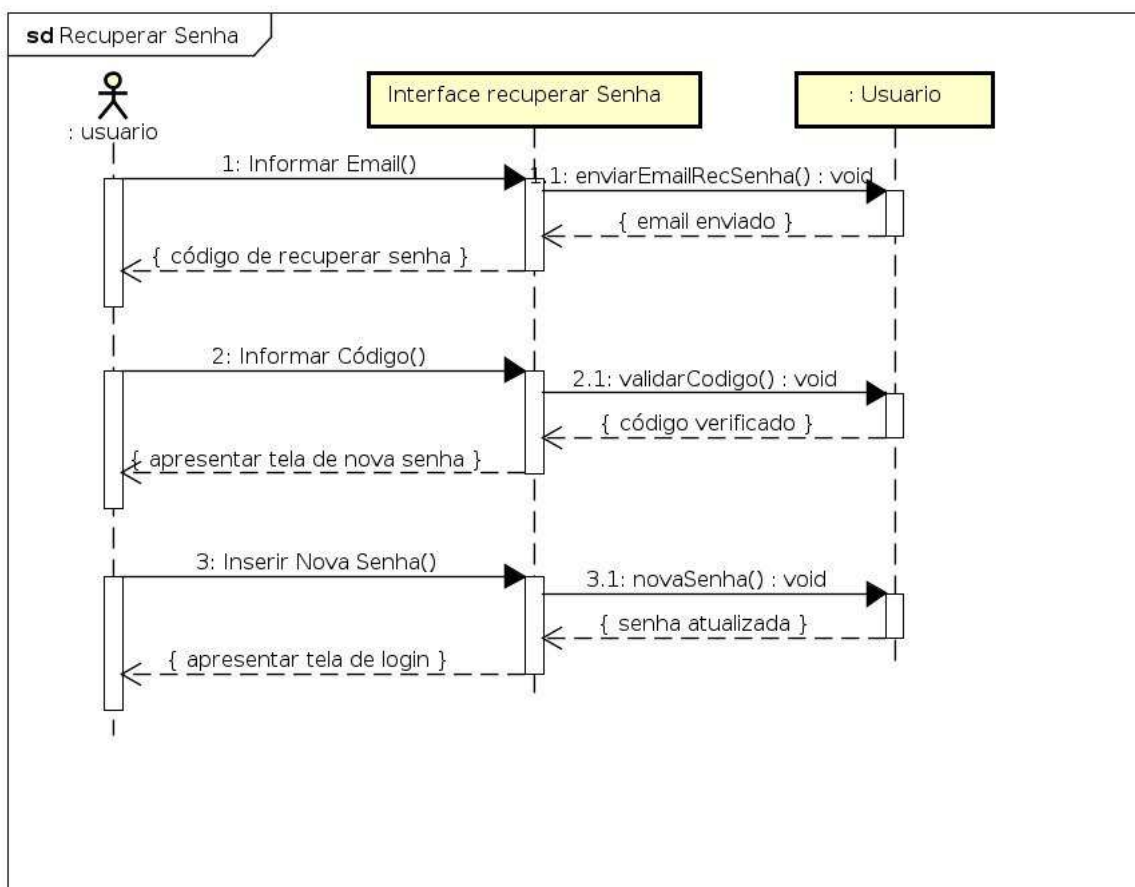 sd Recuperar Senha
: usuario
Interface recuperar Senha
: Usuario
1: Informar Email()
1.1: enviarEmailRecSenha() : void
{ email enviado }
{ código de recuperar senha }
2: Informar Código()
2.1: validarCodigo() : void
{ código verificado }
{ apresentar tela de nova senha }
3: Inserir Nova Senha()
3.1: novaSenha() : void
{ senha atualizada }
{ apresentar tela de login }